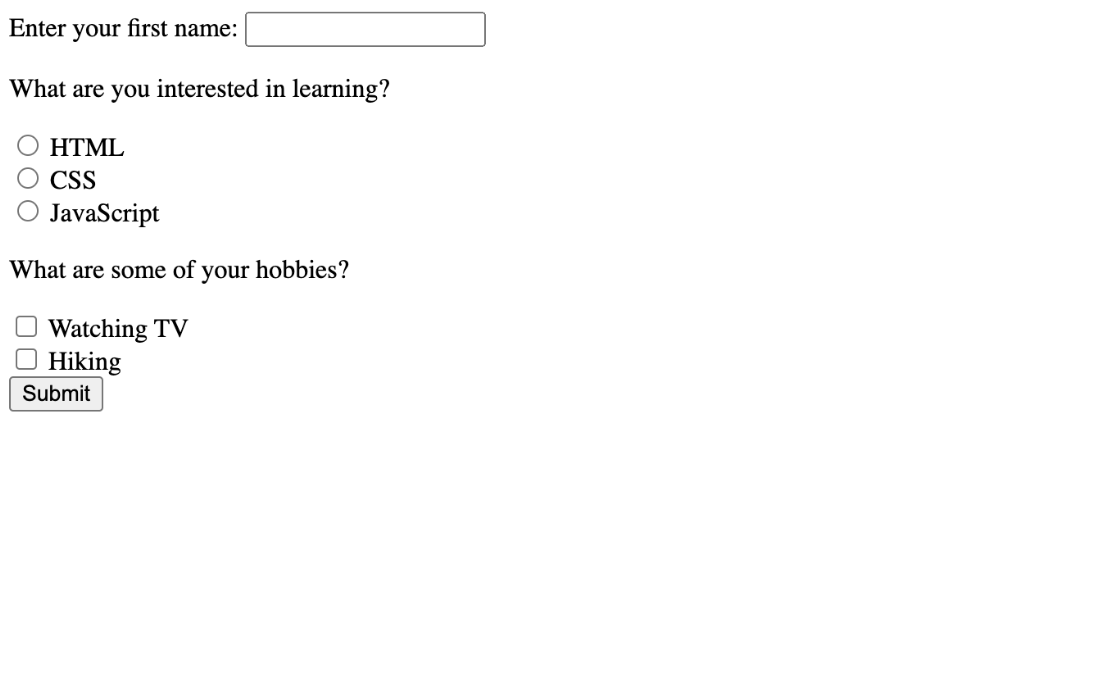 Enter your first name:
What are you interested in learning?
HTML
CSS
JavaScript
What are some of your hobbies?
Watching TV
Hiking
Submit